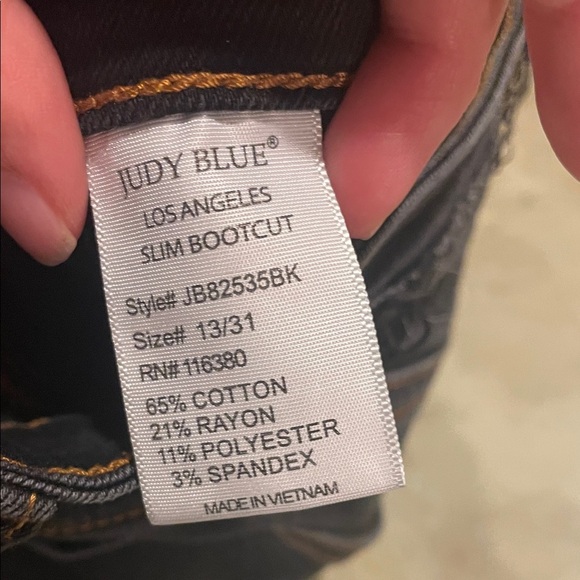 JUDY BLUE®
LOS ANGELES
SLIM BOOTCUT
Style# JB82535BK
Size# 13/31
RN# 116380
65% COTTON
21% RAYON
11% POLYESTER
3% SPANDEX
MADE IN VIETNAM